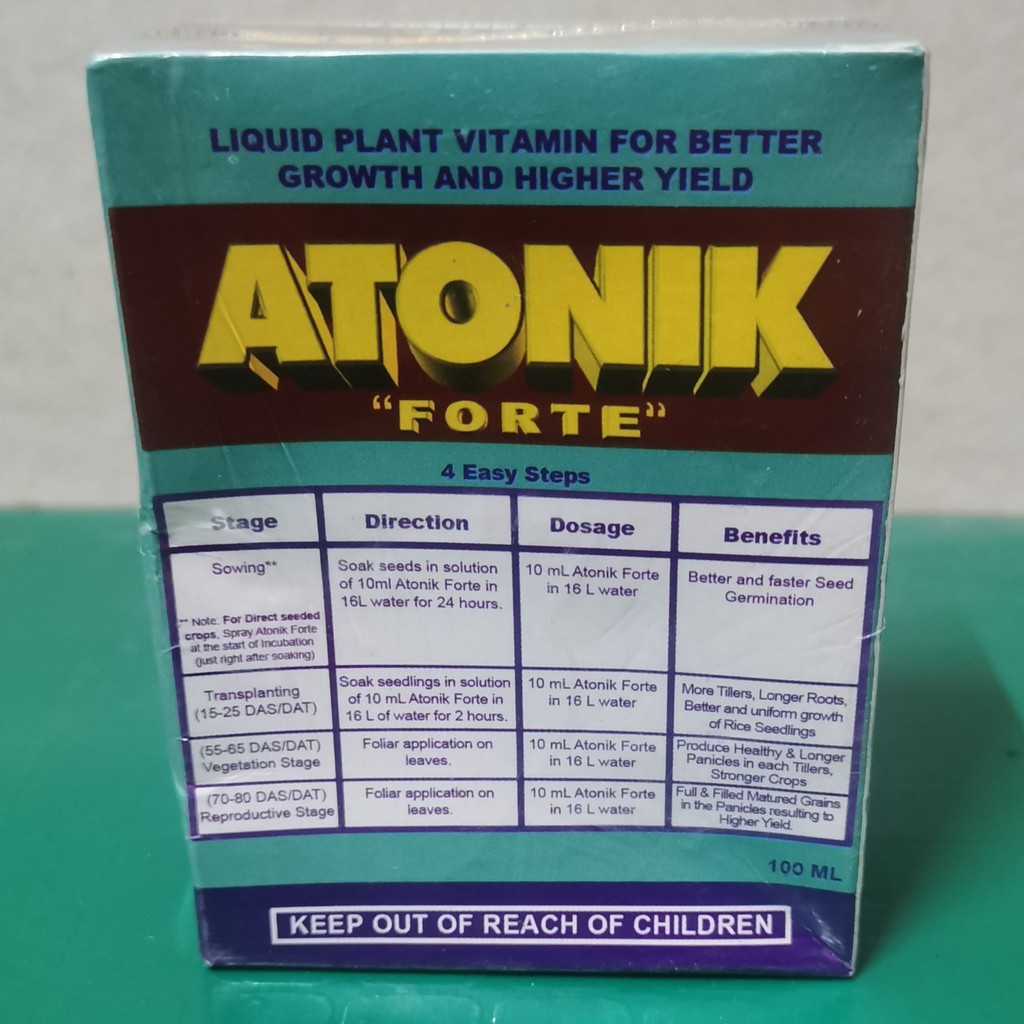 LIQUID PLANT VITAMIN FOR BETTER
GROWTH AND HIGHER YIELD
ATONIK
"FORTE"
4 Easy Steps
Stage
Direction
Dosage
Benefits
Sowing**
** Note: For Direct seeded
crops, Spray Atonik Forte
at the start of Incubation
(just right after soaking)
Soak seeds in solution
of 10ml Atonik Forte in
16L water for 24 hours.
10 mL Atonik Forte
in 16 L water
Better and faster Seed
Germination
Transplanting
(15-25 DAS/DAT)
Soak seedlings in solution
of 10 mL Atonik Forte in
16 L of water for 2 hours.
10 mL Atonik Forte
in 16 L water
More Tillers, Longer Roots,
Better and uniform growth
of Rice Seedlings
(55-65 DAS/DAT)
Vegetation Stage
Foliar application on
leaves.
10 mL Atonik Forte
in 16 L water
Produce Healthy & Longer
Panicles in each Tillers,
Stronger Crops
(70-80 DAS/DAT)
Reproductive Stage
Foliar application on
leaves.
10 mL Atonik Forte
in 16 L water
Full & Filled Matured Grains
in the Panicles resulting to
Higher Yield.
100 ML
KEEP OUT OF REACH OF CHILDREN